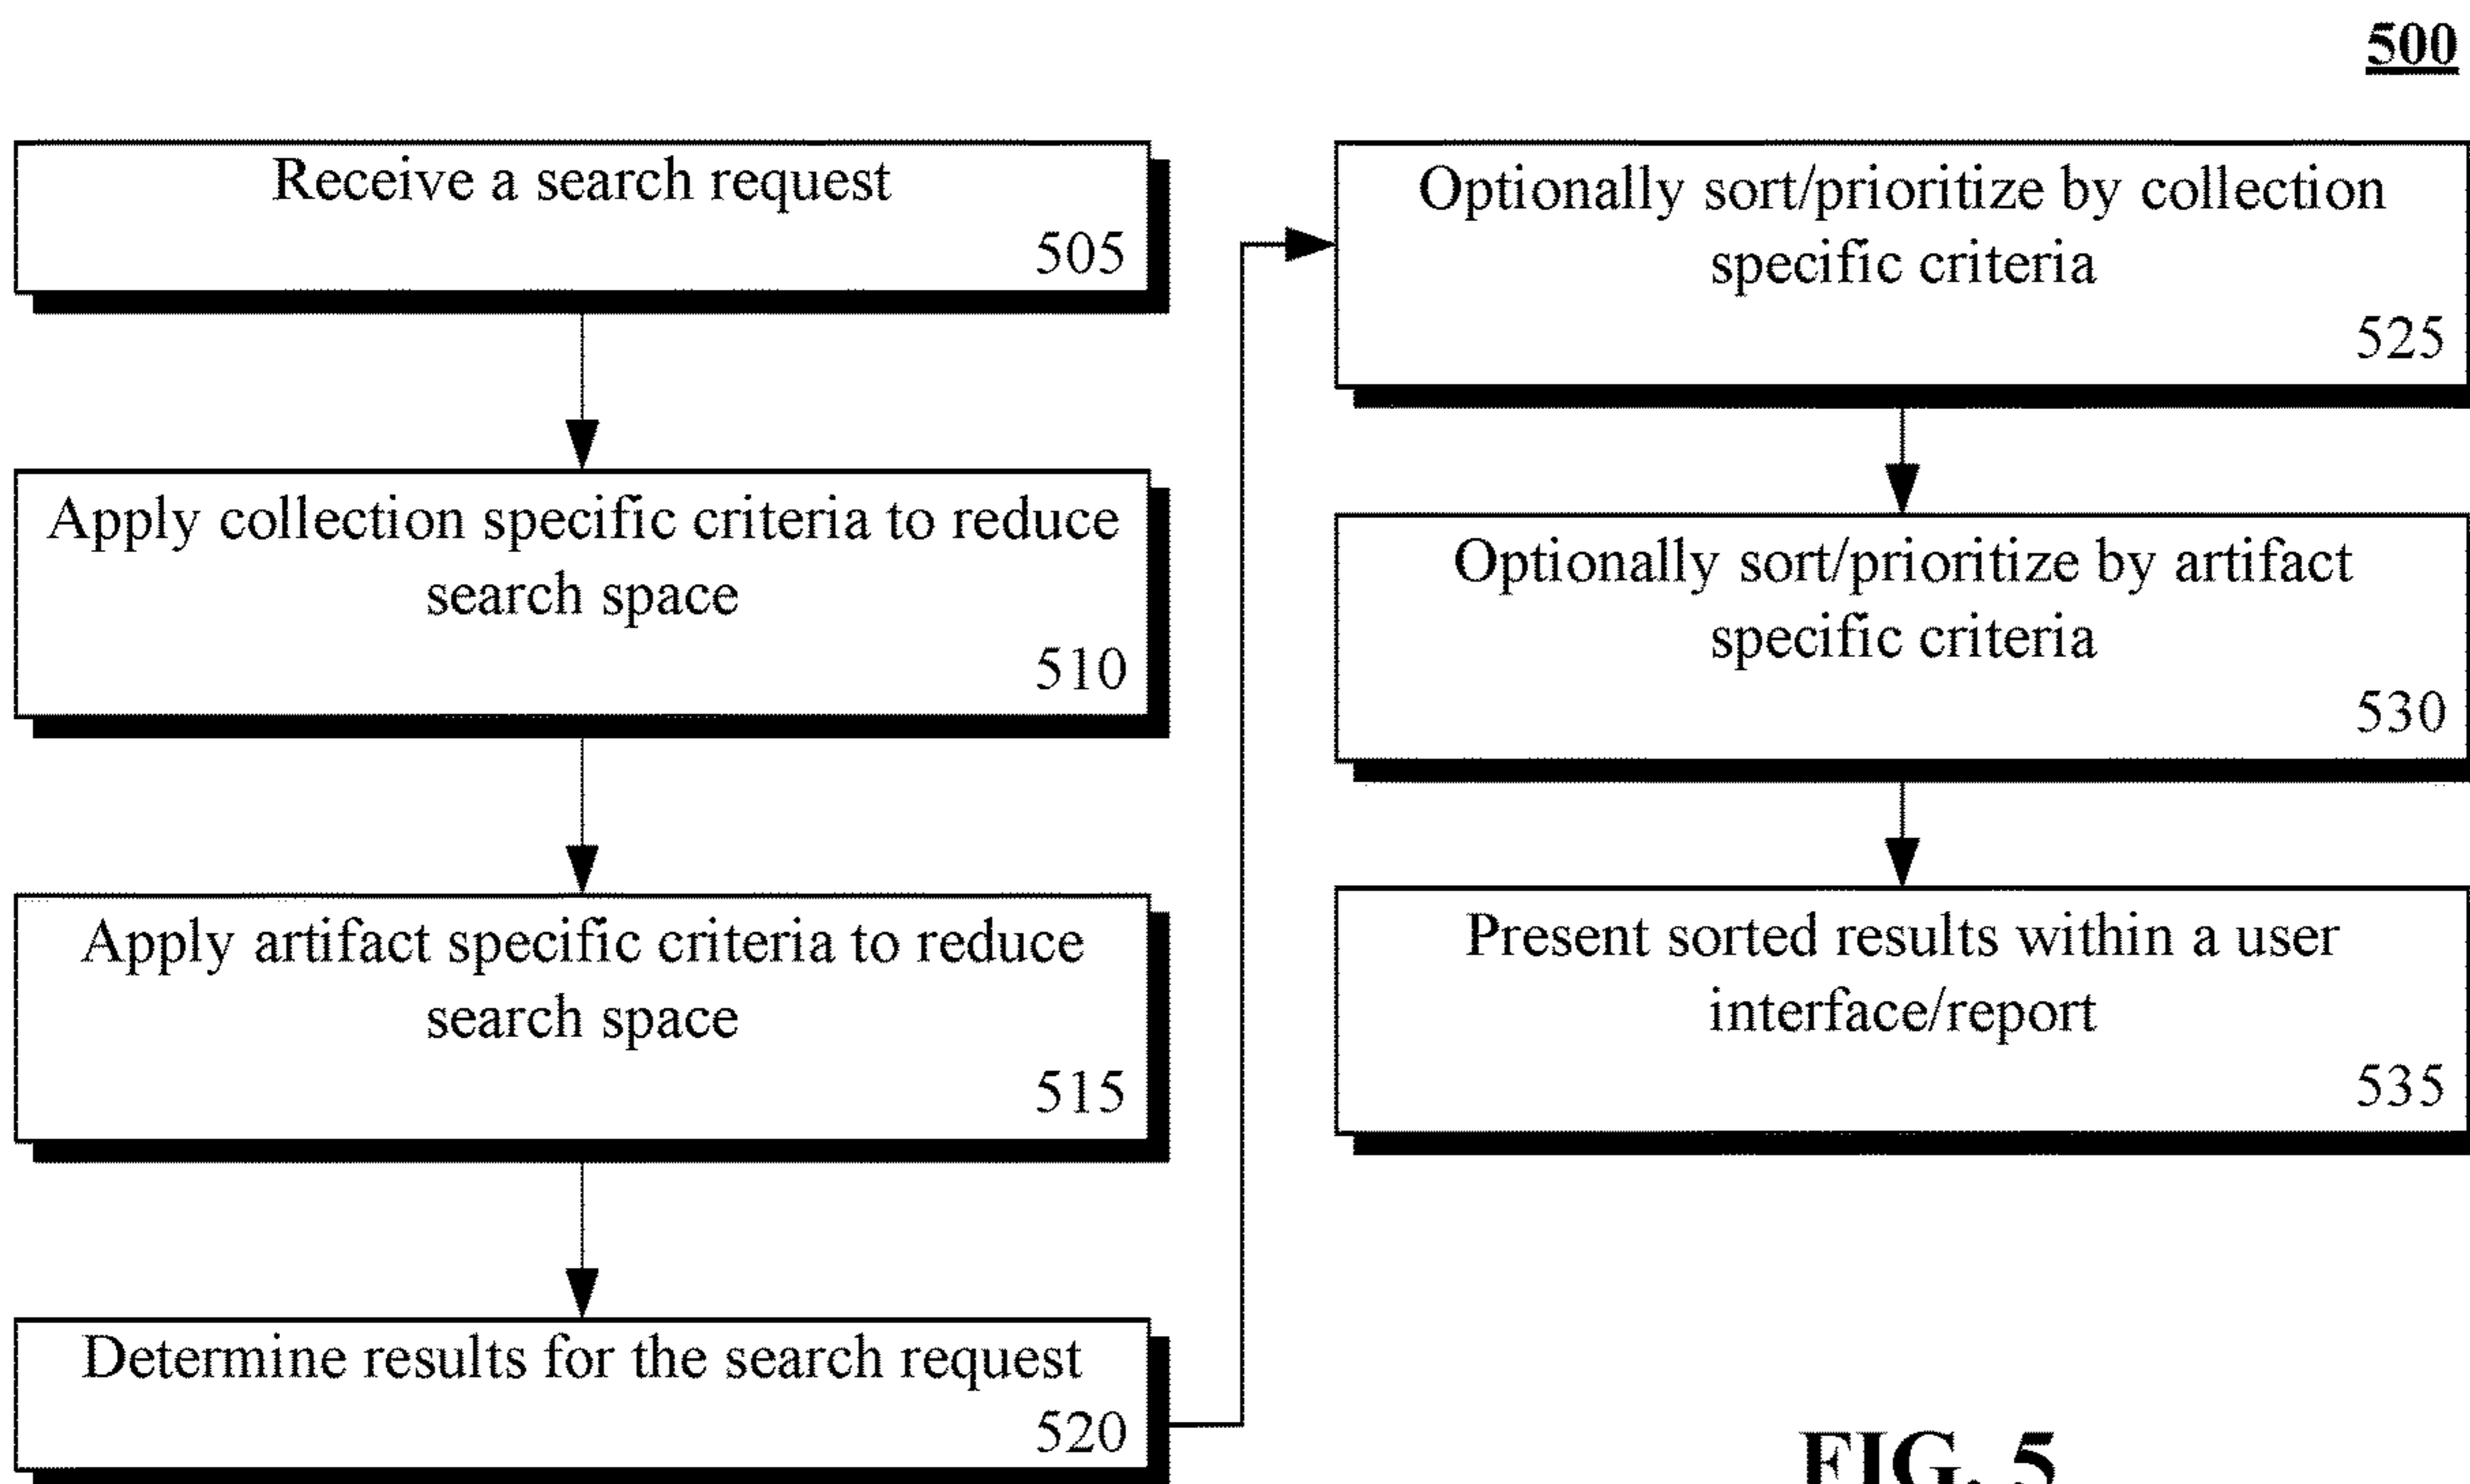 500
Receive a search request
505
Apply collection specific criteria to reduce
search space
510
Apply artifact specific criteria to reduce
search space
515
Determine results for the search request
520
Optionally sort/prioritize by collection
specific criteria
525
Optionally sort/prioritize by artifact
specific criteria
530
Present sorted results within a user
interface/report
535
FIG. 5